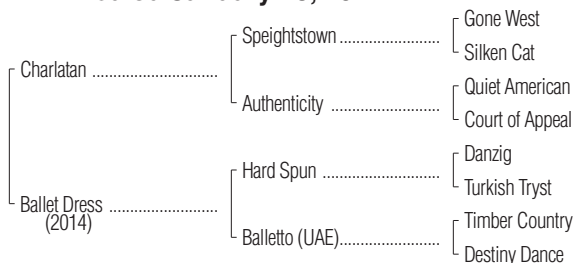 Gone West
Speightstown
Silken Cat
Charlatan
Quiet American
Authenticity
Court of Appeal
Danzig
Hard Spun
Turkish Tryst
Ballet Dress
(2014)
Timber Country
Balletto (UAE)
Destiny Dance